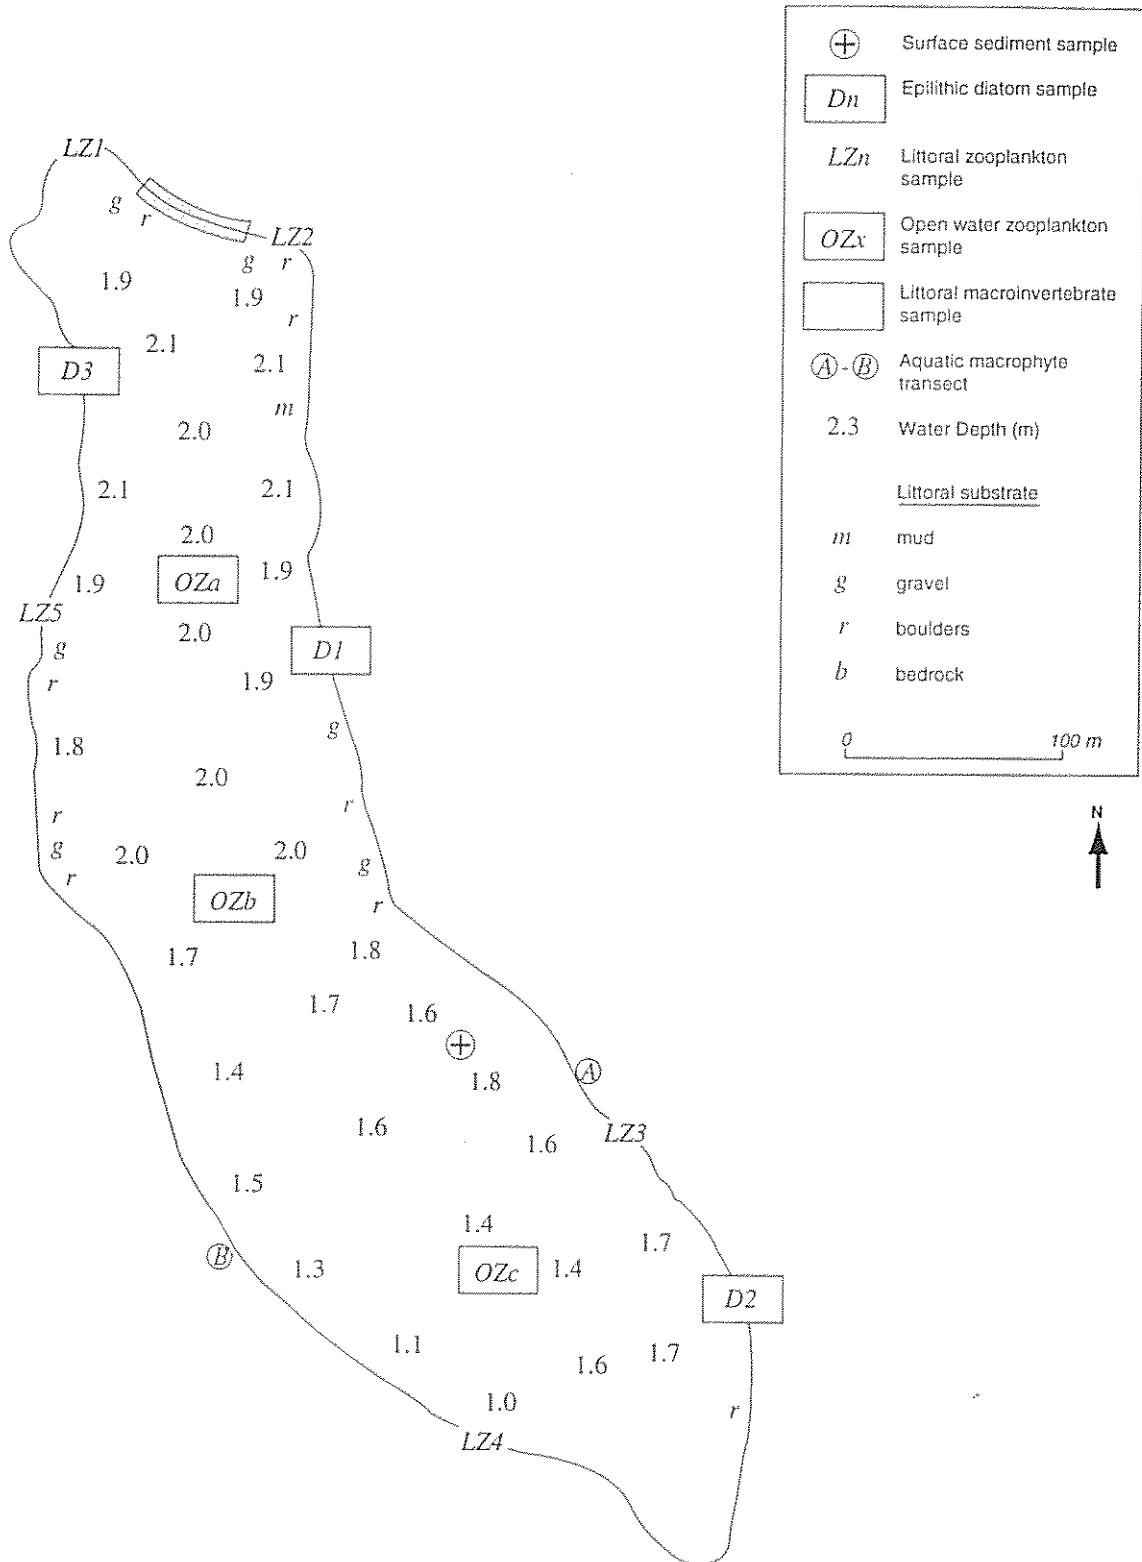 LZ1
g
r
LZ2
g
r
1.9
1.9
r
2.1
2.1
D3
m
2.0
2.1
2.1
2.0
1.9
OZa
1.9
LZ5
2.0
D1
g
r
1.9
g
1.8
2.0
r
r
g
r
2.0
2.0
g
r
OZb
1.7
1.8
1.7
1.6
1.4
1.8
A
1.6
1.6
LZ3
1.5
1.4
1.7
B
1.3
OZc
1.4
D2
1.1
1.6
1.7
1.0
r
LZ4
Surface sediment sample
Dn
Epilithic diatom sample
LZn
Littoral zooplankton
sample
OZx
Open water zooplankton
sample
Littoral macroinvertebrate
sample
A - B
Aquatic macrophyte
transect
2.3
Water Depth (m)
Littoral substrate
m
mud
g
gravel
r
boulders
b
bedrock
0
100 m
N